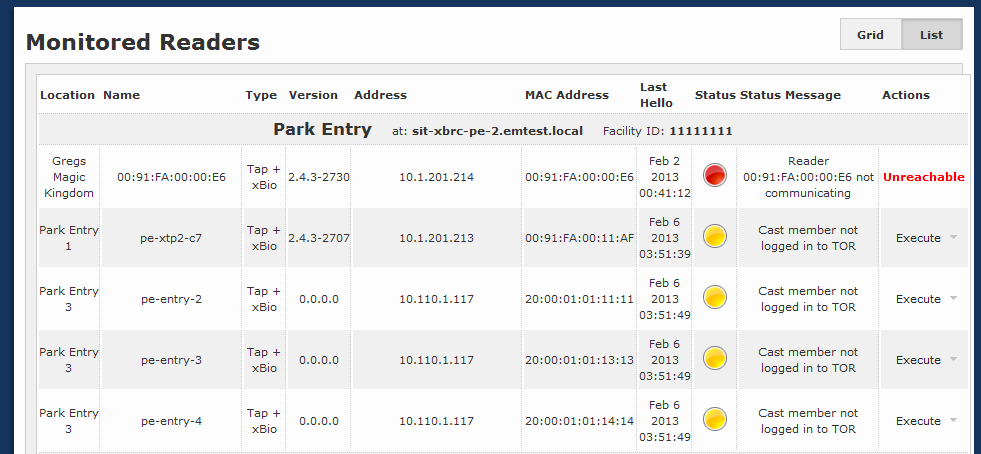 Monitored Readers
Grid List
Location Name Type Version Address MAC Address Last Hello Status Status Message Actions
Park Entry at: sit-xbrc-pe-2.emtest.local Facility ID: 11111111
Gregs Magic Kingdom 00:91:FA:00:00:E6 Tap + xBio 2.4.3-2730 10.1.201.214 00:91:FA:00:00:E6 Feb 2 2013 00:41:12 Reader 00:91:FA:00:00:E6 not communicating Unreachable
Park Entry 1 pe-xtp2-c7 Tap + xBio 2.4.3-2707 10.1.201.213 00:91:FA:00:11:AF Feb 6 2013 03:51:39 Cast member not logged in to TOR Execute
Park Entry 3 pe-entry-2 Tap + xBio 0.0.0.0 10.110.1.117 20:00:01:01:11:11 Feb 6 2013 03:51:49 Cast member not logged in to TOR Execute
Park Entry 3 pe-entry-3 Tap + xBio 0.0.0.0 10.110.1.117 20:00:01:01:13:13 Feb 6 2013 03:51:49 Cast member not logged in to TOR Execute
Park Entry 3 pe-entry-4 Tap + xBio 0.0.0.0 10.110.1.117 20:00:01:01:14:14 Feb 6 2013 03:51:49 Cast member not logged in to TOR Execute